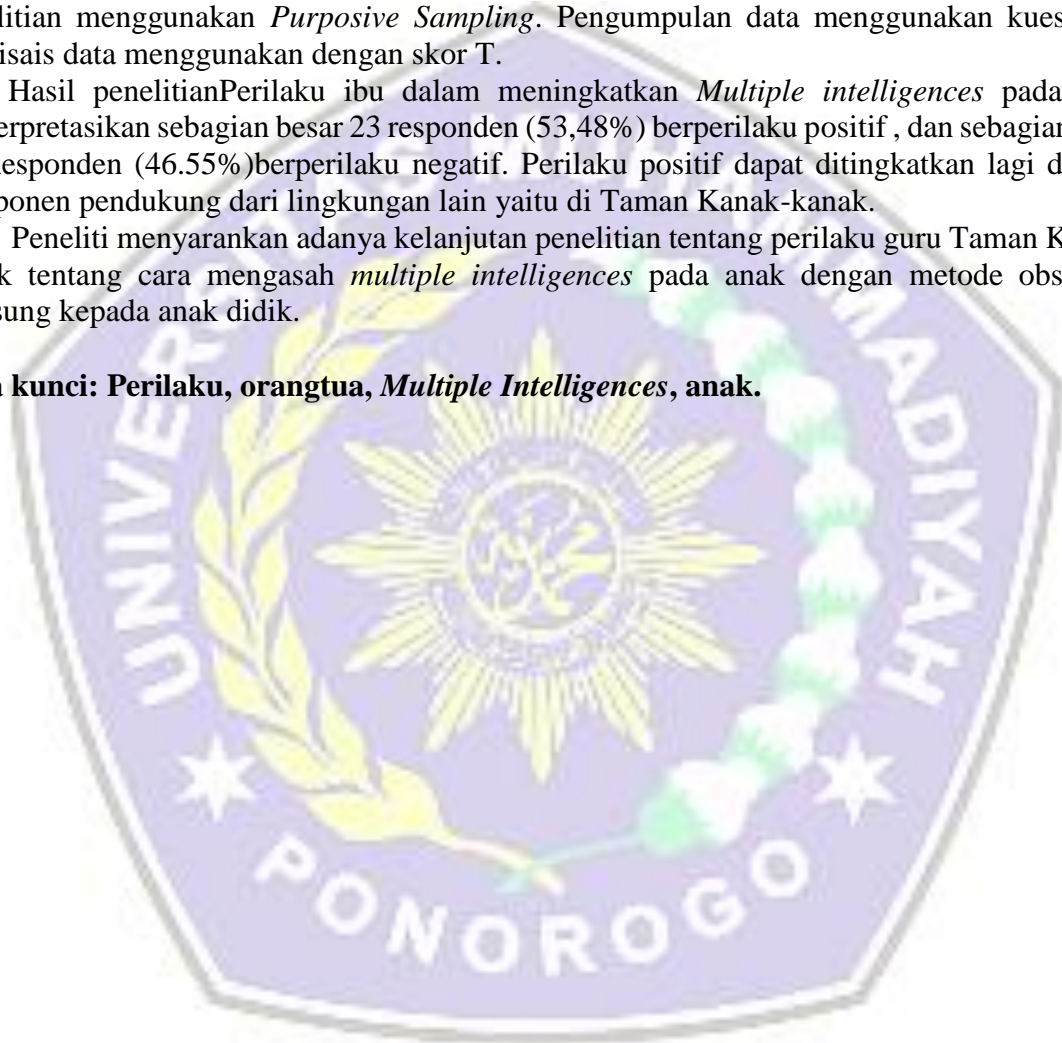 litian menggunakan Purposive Sampling. Pengumpulan data menggunakan kues
isais data menggunakan dengan skor T.
Hasil penelitianPerilaku ibu dalam meningkatkan Multiple intelligences pada
erpretasikan sebagian besar 23 responden (53,48%) berperilaku positif , dan sebagian
esponden (46.55%)berperilaku negatif. Perilaku positif dapat ditingkatkan lagi d
ponen pendukung dari lingkungan lain yaitu di Taman Kanak-kanak.
Peneliti menyarankan adanya kelanjutan penelitian tentang perilaku guru Taman K
k tentang cara mengasah multiple intelligences pada anak dengan metode obs
sung kepada anak didik.
kunci: Perilaku, orangtua, Multiple Intelligences, anak.
UNIVERSITAS MUHAMMADIYAH
PONOROGO